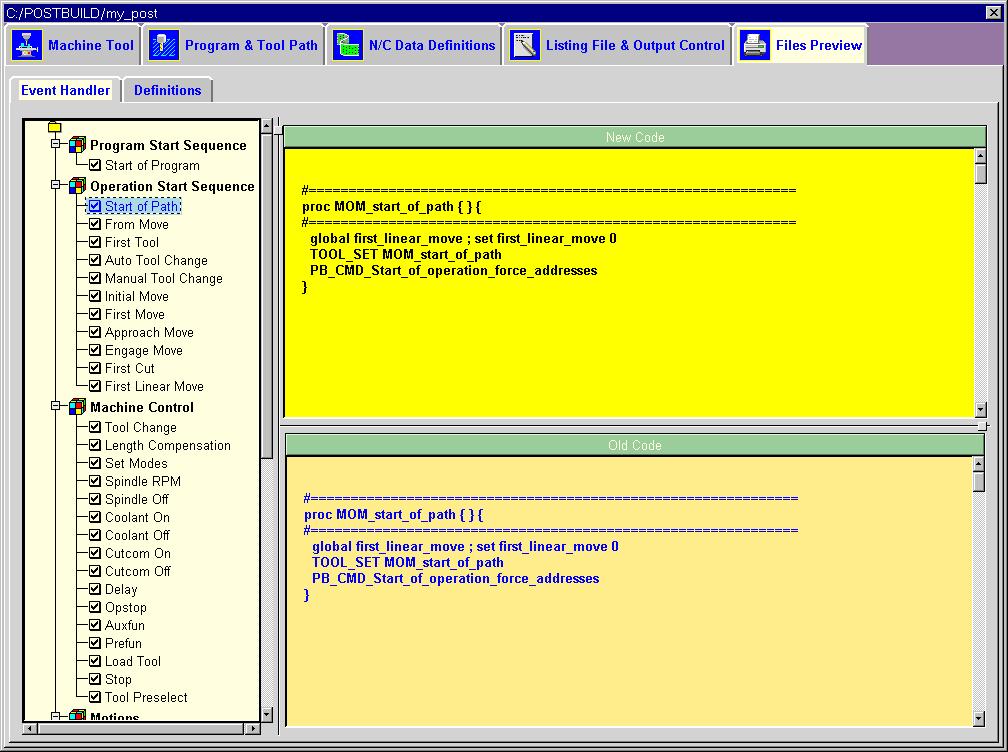 C:/POSTBUILD/my_post
Machine Tool
Program & Tool Path
N/C Data Definitions
Listing File & Output Control
Files Preview
Event Handler
Definitions
Program Start Sequence
Start of Program
Operation Start Sequence
Start of Path
From Move
First Tool
Auto Tool Change
Manual Tool Change
Initial Move
First Move
Approach Move
Engage Move
First Cut
First Linear Move
Machine Control
Tool Change
Length Compensation
Set Modes
Spindle RPM
Spindle Off
Coolant On
Coolant Off
Cutcom On
Cutcom Off
Delay
Opstop
Auxfun
Prefun
Load Tool
Stop
Tool Preselect
Motions
New Code
#=============================================================
proc MOM_start_of_path { } {
#=============================================================
global first_linear_move ; set first_linear_move 0
TOOL_SET MOM_start_of_path
PB_CMD_Start_of_operation_force_addresses
}
Old Code
#=============================================================
proc MOM_start_of_path { } {
#=============================================================
global first_linear_move ; set first_linear_move 0
TOOL_SET MOM_start_of_path
PB_CMD_Start_of_operation_force_addresses
}